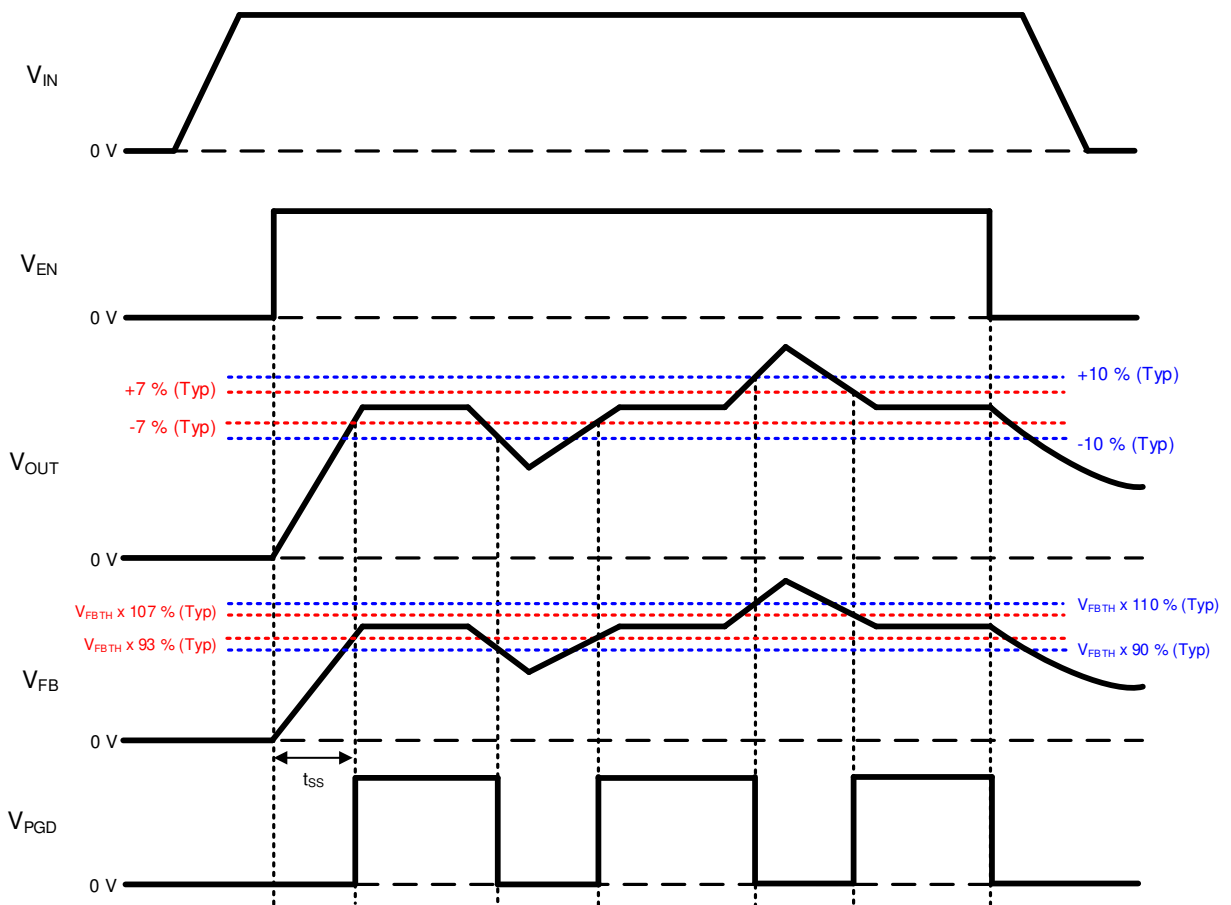 VIN
0 V
VEN
0 V
+7 % (Typ)
+10 % (Typ)
-7 % (Typ)
-10 % (Typ)
VOUT
0 V
VFBTH x 107 % (Typ)
VFBTH x 110 % (Typ)
VFBTH x 93 % (Typ)
VFBTH x 90 % (Typ)
VFB
0 V
tSS
VPGD
0 V